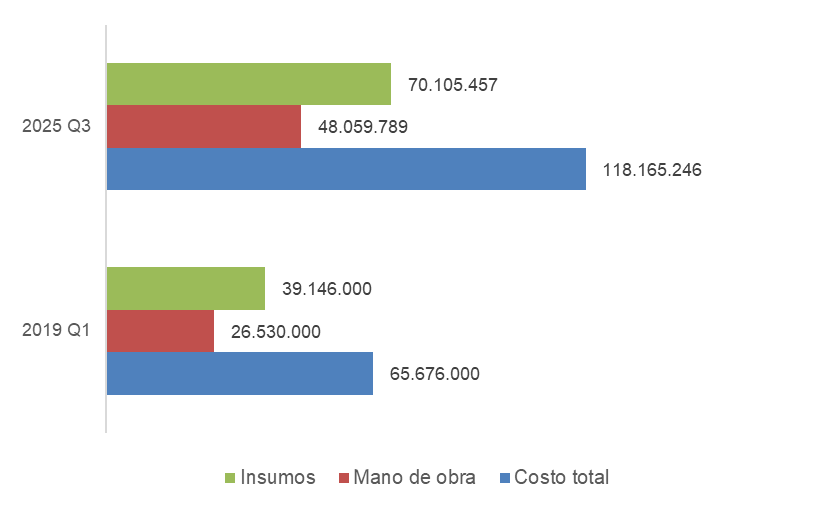 70.105.457
2025 Q3
48.059.789
118.165.246
39.146.000
2019 Q1
26.530.000
65.676.000
Insumos Mano de obra Costo total